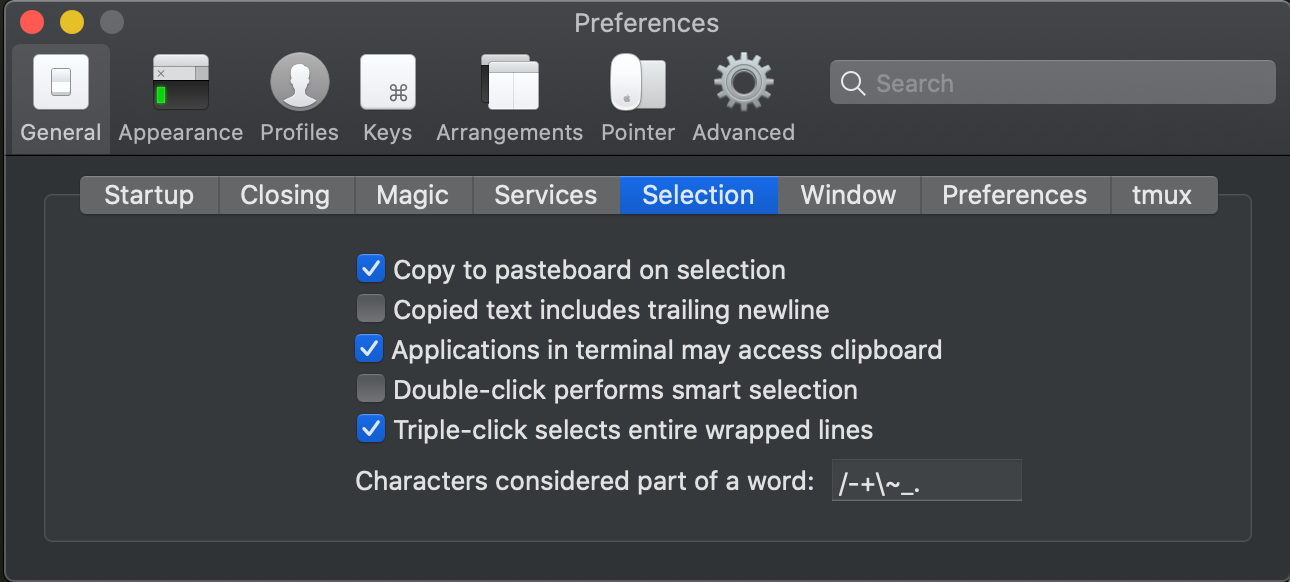 Preferences
General Appearance Profiles Keys Arrangements Pointer Advanced Search
Startup Closing Magic Services Selection Window Preferences tmux
Copy to pasteboard on selection
Copied text includes trailing newline
Applications in terminal may access clipboard
Double-click performs smart selection
Triple-click selects entire wrapped lines
Characters considered part of a word: /-+\~_.